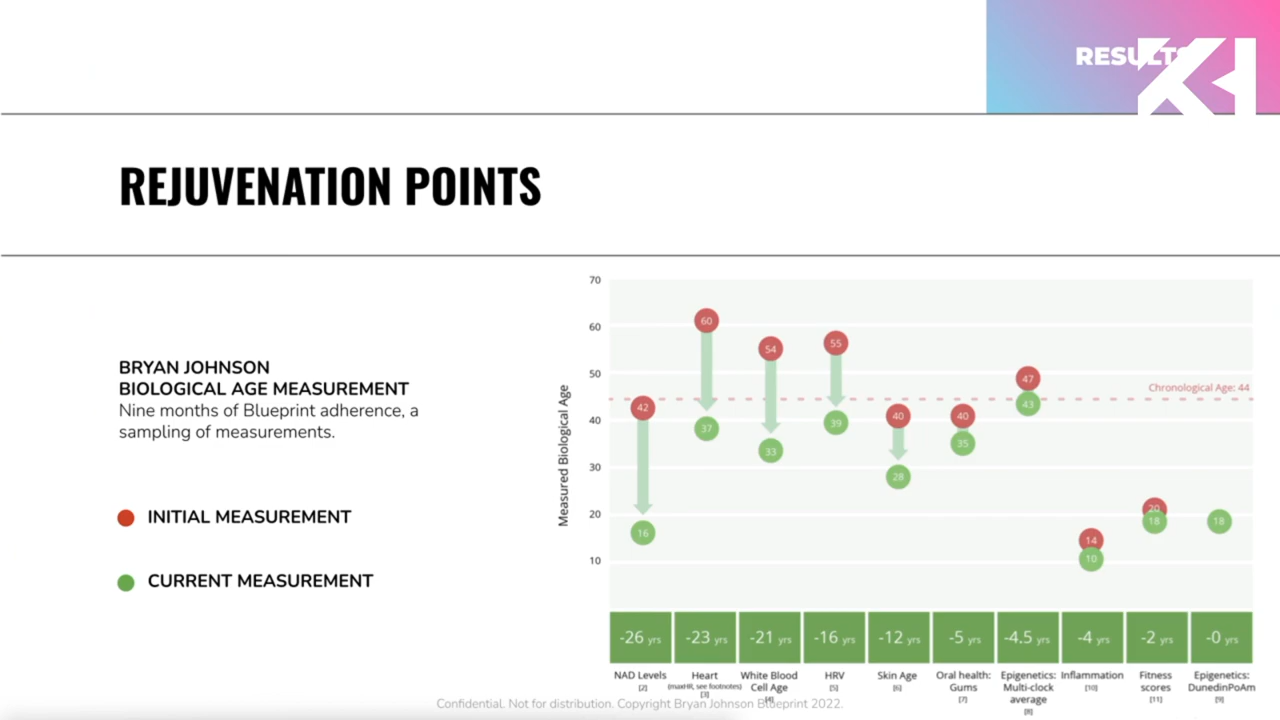 RESULTS
REJUVENATION POINTS
BRYAN JOHNSON
BIOLOGICAL AGE MEASUREMENT
Nine months of Blueprint adherence, a
sampling of measurements.
INITIAL MEASUREMENT
CURRENT MEASUREMENT
Measured Biological Age
70
60
50
40
30
20
10
Chronological Age: 44
42
16
60
37
54
33
55
39
40
28
40
35
47
43
14
10
20
18
18
-26 yrs
-23 yrs
-21 yrs
-16 yrs
-12 yrs
-5 yrs
-4.5 yrs
-4 yrs
-2 yrs
-0 yrs
NAD Levels
[2]
Heart
(maxHR, see footnotes)
[3]
White Blood
Cell Age
[4]
HRV
[5]
Skin Age
[6]
Oral health:
Gums
[7]
Epigenetics:
Multi-clock
average
[8]
Inflammation
[10]
Fitness
scores
[11]
Epigenetics:
DunedinPoAm
[9]
Confidential. Not for distribution. Copyright Bryan Johnson Blueprint 2022.